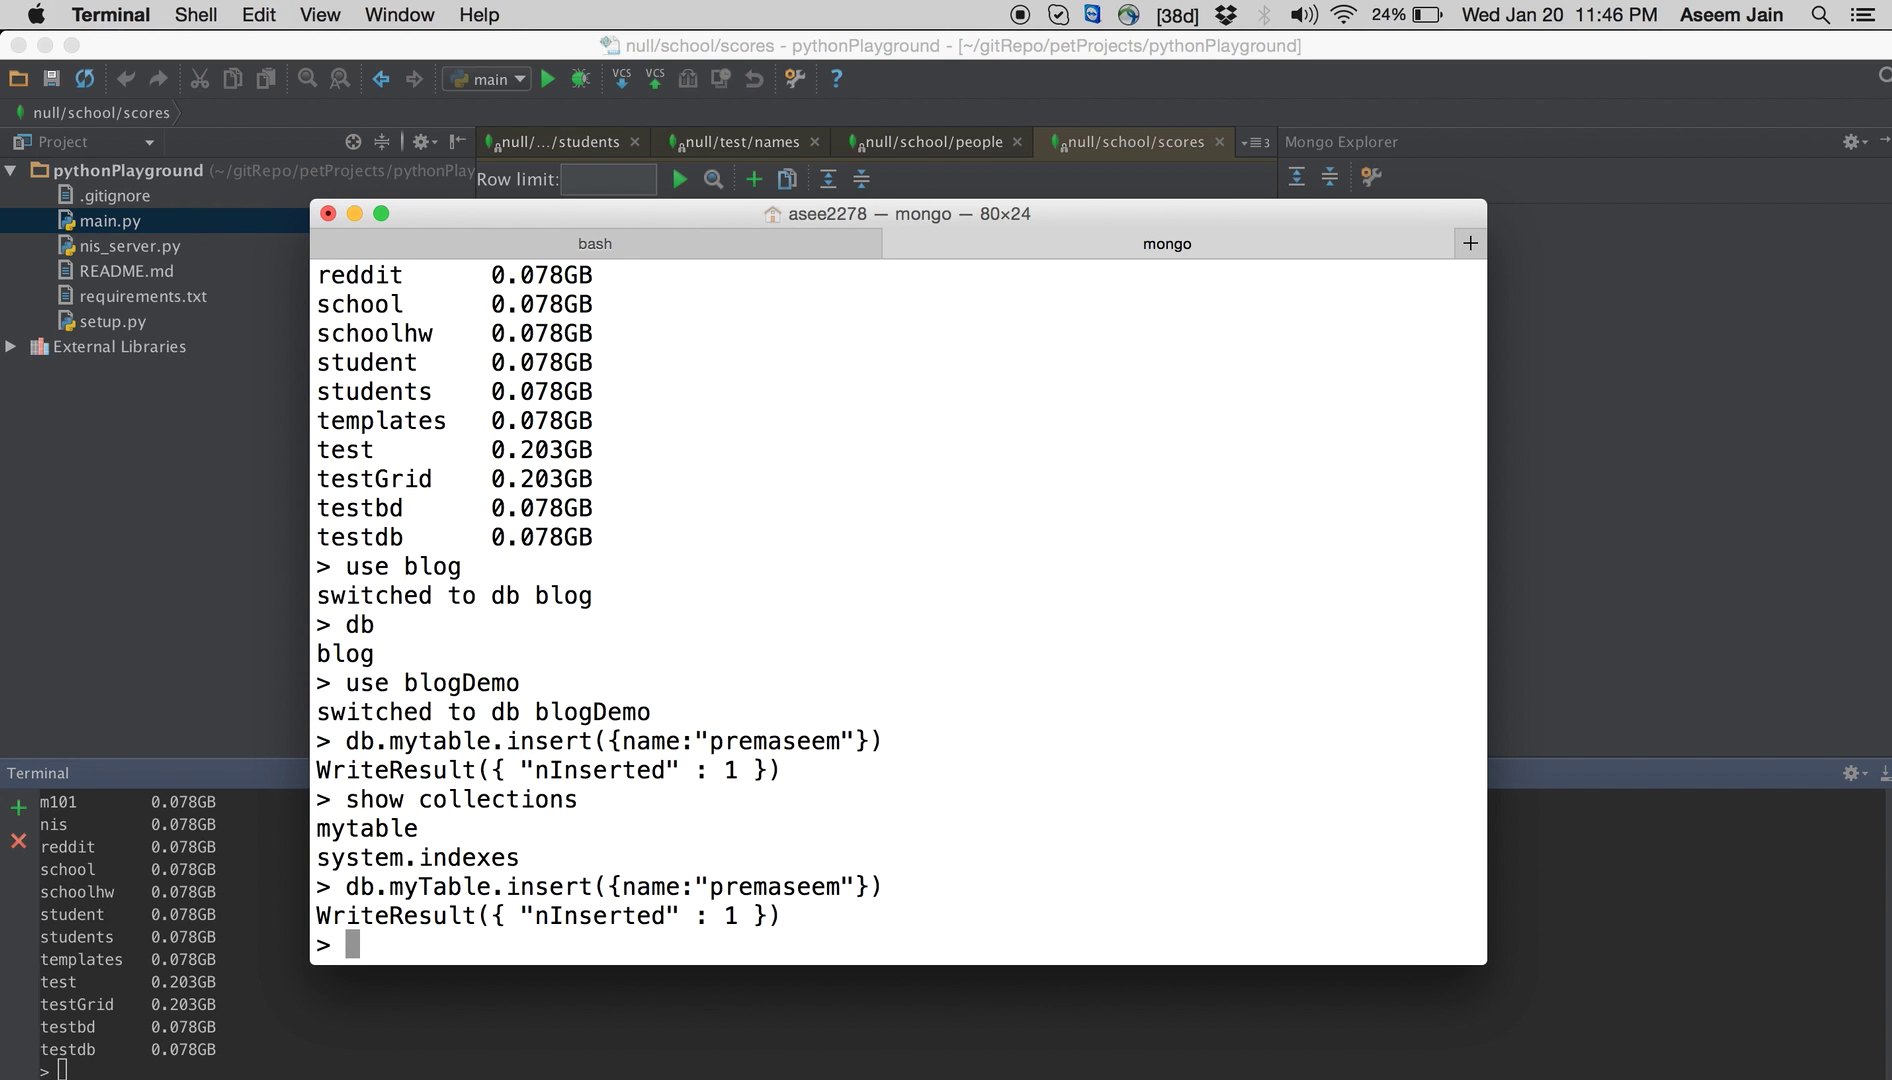 Terminal Shell Edit View Window Help [38d] 24% Wed Jan 20 11:46 PM Aseem Jain
null/school/scores - pythonPlayground - [~/gitRepo/petProjects/pythonPlayground]
main VCS VCS ?
null/school/scores
Project null/.../students null/test/names null/school/people null/school/scores 3 Mongo Explorer
pythonPlayground (~/gitRepo/petProjects/pythonPlay
Row limit:
.gitignore
main.py
nis_server.py
README.md
requirements.txt
setup.py
External Libraries
asee2278 — mongo — 80×24
bash mongo +
reddit 0.078GB
school 0.078GB
schoolhw 0.078GB
student 0.078GB
students 0.078GB
templates 0.078GB
test 0.203GB
testGrid 0.203GB
testbd 0.078GB
testdb 0.078GB
> use blog
switched to db blog
> db
blog
> use blogDemo
switched to db blogDemo
> db.mytable.insert({name:"premaseem"})
WriteResult({ "nInserted" : 1 })
> show collections
mytable
system.indexes
> db.myTable.insert({name:"premaseem"})
WriteResult({ "nInserted" : 1 })
>
Terminal
m101 0.078GB
nis 0.078GB
reddit 0.078GB
school 0.078GB
schoolhw 0.078GB
student 0.078GB
students 0.078GB
templates 0.078GB
test 0.203GB
testGrid 0.203GB
testbd 0.078GB
testdb 0.078GB
>